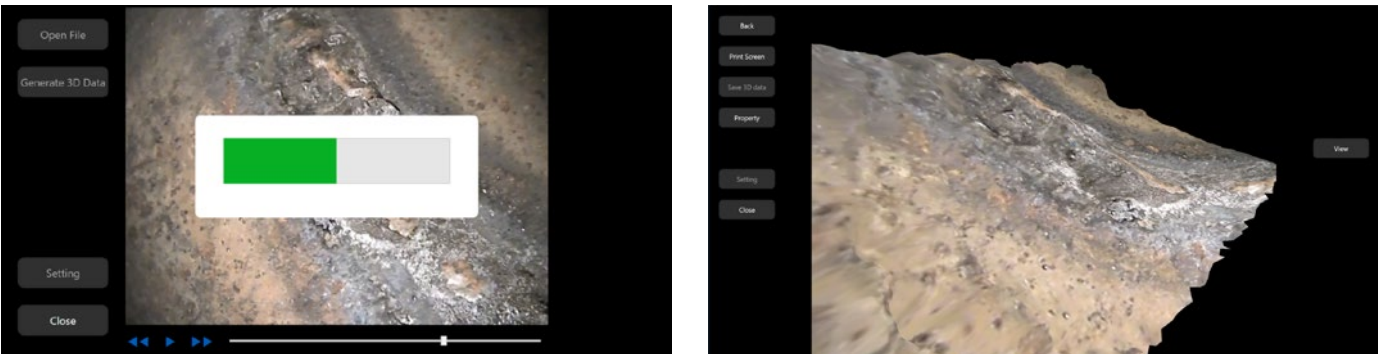 Open File
Generate 3D Data
Setting
Close
Back
Print Screen
Save 3D data
Property
Setting
Close
View